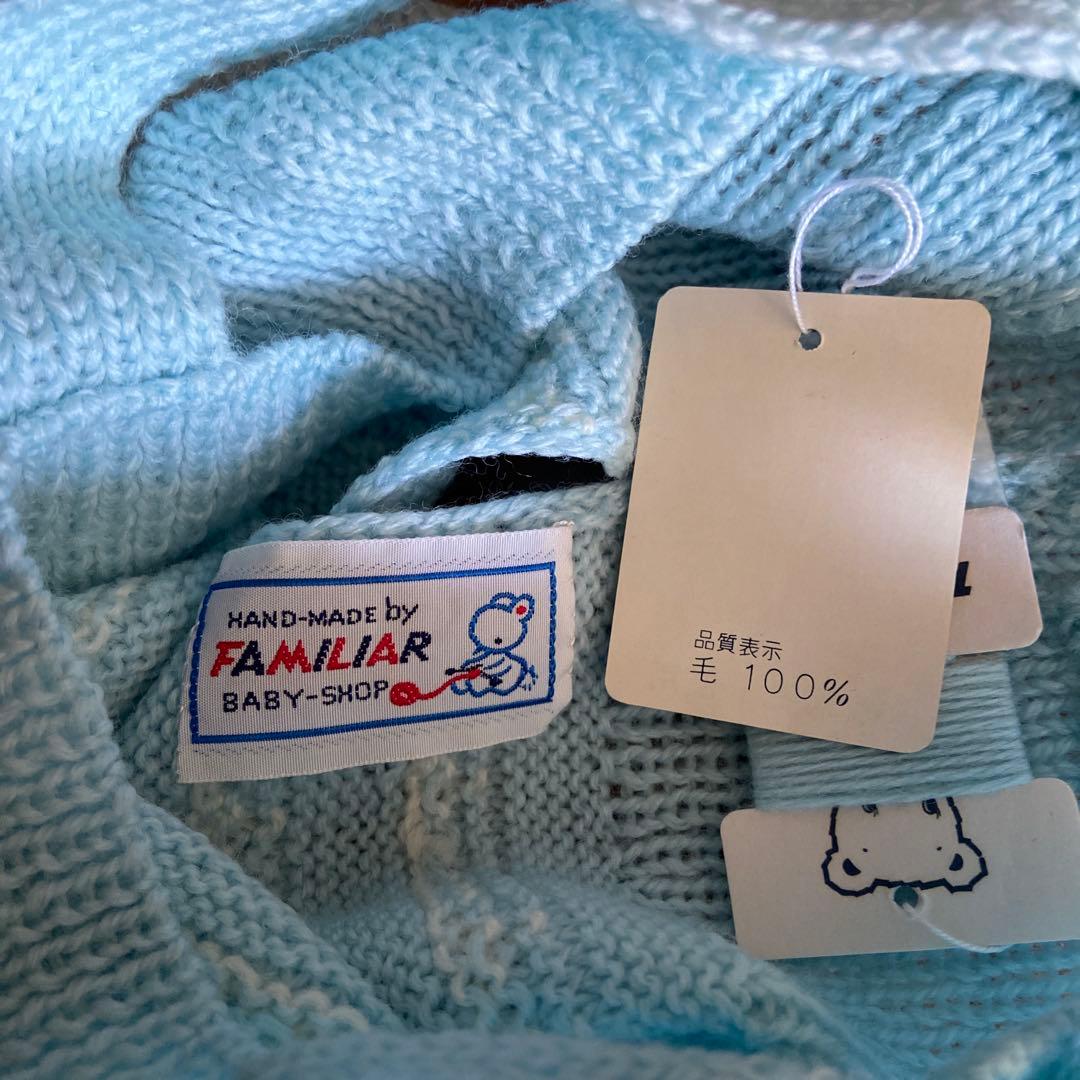 HAND-MADE by
FAMILIAR
BABY-SHOP
品質表示
毛 100%